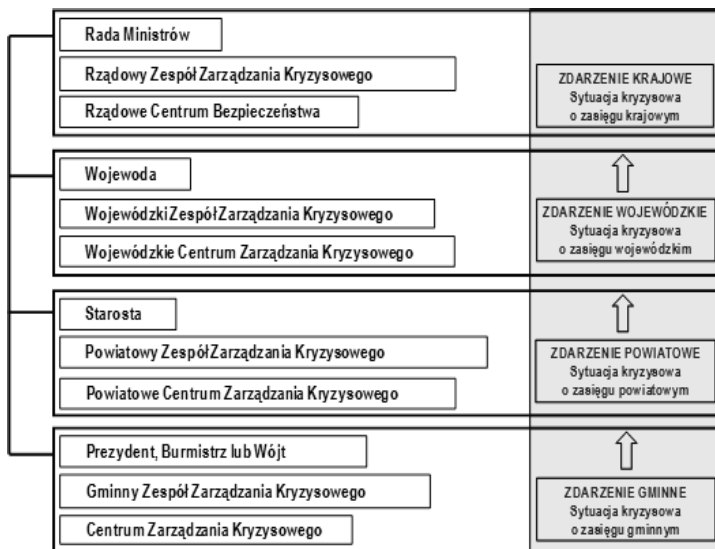 Rada Ministrów
Rządowy Zespół Zarządzania Kryzysowego
Rządowe Centrum Bezpieczeństwa
ZDARZENIE KRAJOWE
Sytuacja kryzysowa
o zasięgu krajowym
Wojewoda
Wojewódzki Zespół Zarządzania Kryzysowego
Wojewódzkie Centrum Zarządzania Kryzysowego
ZDARZENIE WOJEWÓDZKIE
Sytuacja kryzysowa
o zasięgu wojewódzkim
Starosta
Powiatowy Zespół Zarządzania Kryzysowego
Powiatowe Centrum Zarządzania Kryzysowego
ZDARZENIE POWIATOWE
Sytuacja kryzysowa
o zasięgu powiatowym
Prezydent, Burmistrz lub Wójt
Gminny Zespół Zarządzania Kryzysowego
Centrum Zarządzania Kryzysowego
ZDARZENIE GMINNE
Sytuacja kryzysowa
o zasięgu gminnym